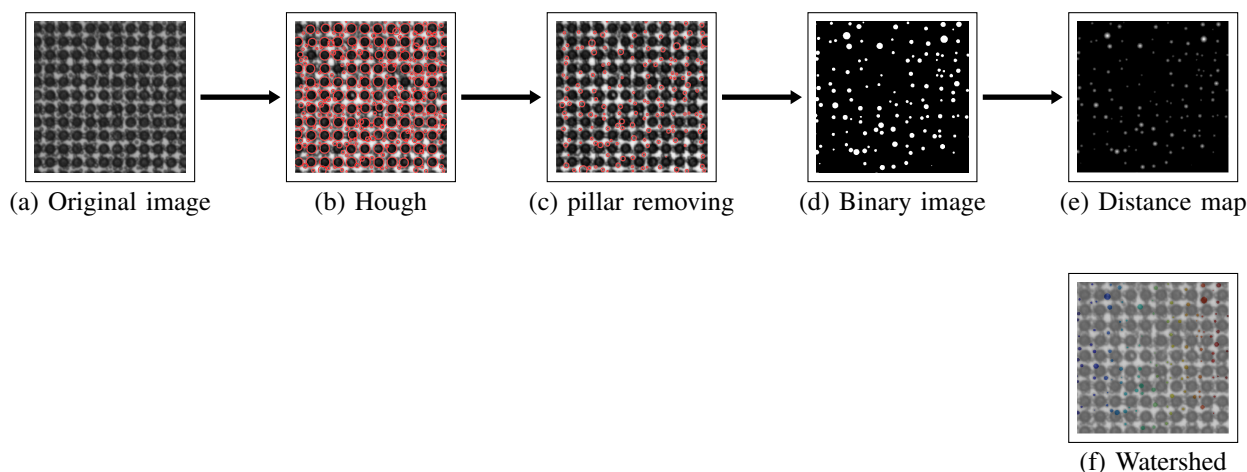 (a) Original image
(b) Hough
(c) pillar removing
(d) Binary image
(e) Distance map
(f) Watershed